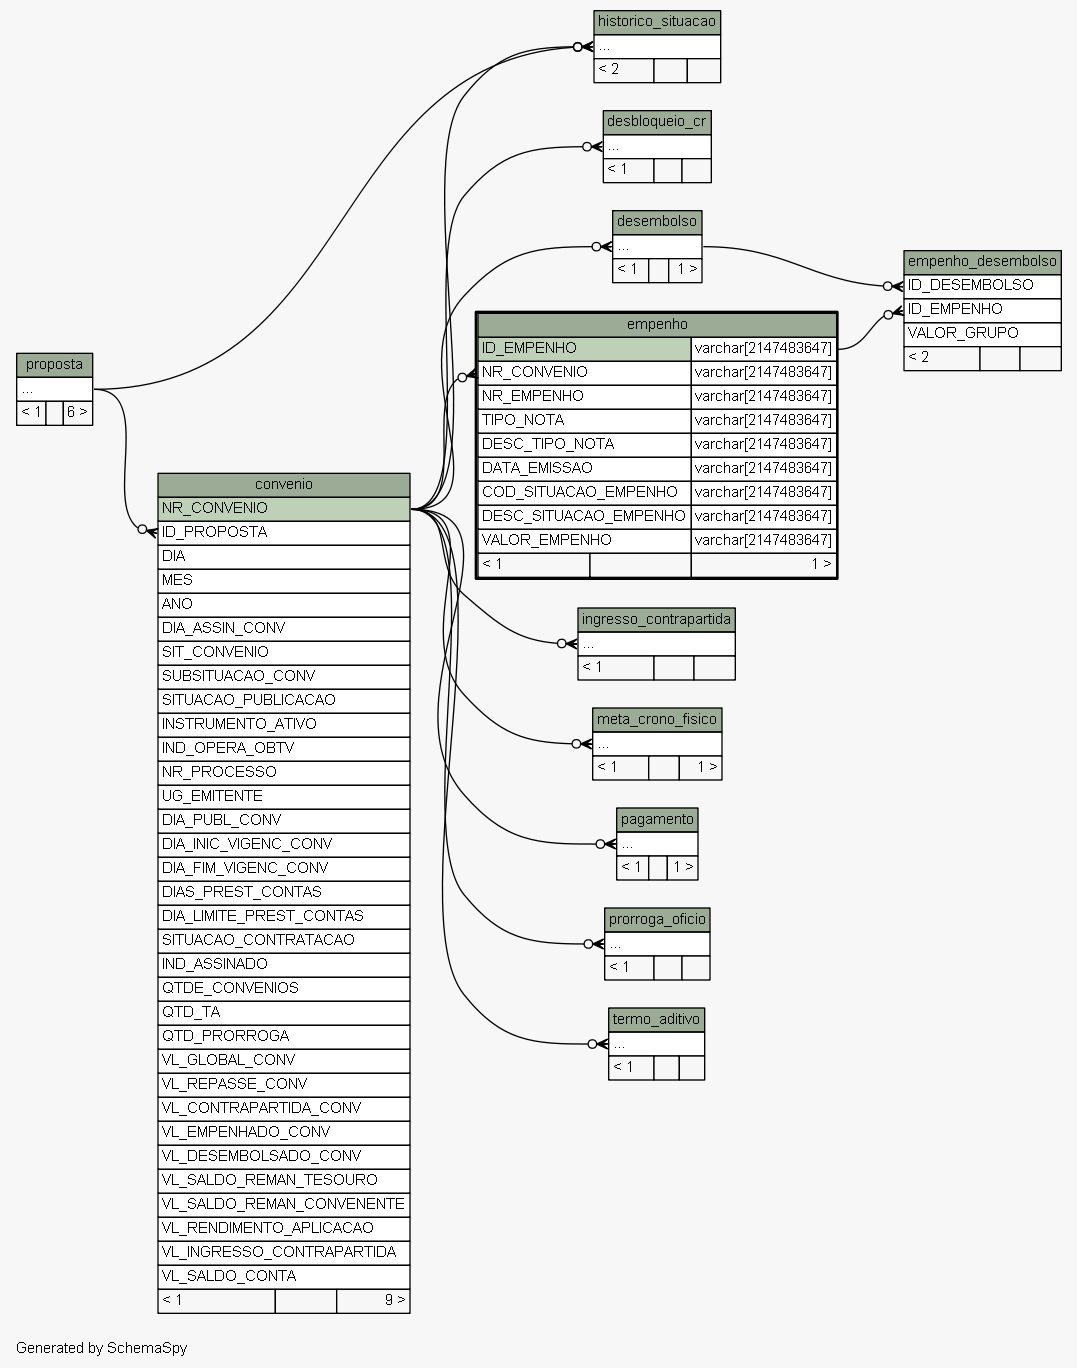 historico_situacao
...
< 2
desbloqueio_cr
...
< 1
desembolso
...
< 1 1 >
empenho_desembolso
ID_DESEMBOLSO
ID_EMPENHO
VALOR_GRUPO
< 2
empenho
ID_EMPENHO varchar[2147483647]
NR_CONVENIO varchar[2147483647]
NR_EMPENHO varchar[2147483647]
TIPO_NOTA varchar[2147483647]
DESC_TIPO_NOTA varchar[2147483647]
DATA_EMISSAO varchar[2147483647]
COD_SITUACAO_EMPENHO varchar[2147483647]
DESC_SITUACAO_EMPENHO varchar[2147483647]
VALOR_EMPENHO varchar[2147483647]
< 1 1 >
proposta
...
< 1 6 >
convenio
NR_CONVENIO
ID_PROPOSTA
DIA
MES
ANO
DIA_ASSIN_CONV
SIT_CONVENIO
SUBSITUACAO_CONV
SITUACAO_PUBLICACAO
INSTRUMENTO_ATIVO
IND_OPERA_OBTV
NR_PROCESSO
UG_EMITENTE
DIA_PUBL_CONV
DIA_INIC_VIGENC_CONV
DIA_FIM_VIGENC_CONV
DIAS_PREST_CONTAS
DIA_LIMITE_PREST_CONTAS
SITUACAO_CONTRATACAO
IND_ASSINADO
QTDE_CONVENIOS
QTD_TA
QTD_PRORROGA
VL_GLOBAL_CONV
VL_REPASSE_CONV
VL_CONTRAPARTIDA_CONV
VL_EMPENHADO_CONV
VL_DESEMBOLSADO_CONV
VL_SALDO_REMAN_TESOURO
VL_SALDO_REMAN_CONVENENTE
VL_RENDIMENTO_APLICACAO
VL_INGRESSO_CONTRAPARTIDA
VL_SALDO_CONTA
< 1 9 >
ingresso_contrapartida
...
< 1
meta_crono_fisico
...
< 1 1 >
pagamento
...
< 1 1 >
prorroga_oficio
...
< 1
termo_aditivo
...
< 1
Generated by SchemaSpy